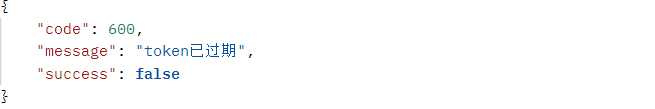 {
    "code": 600,
    "message": "token已过期",
    "success": false
}